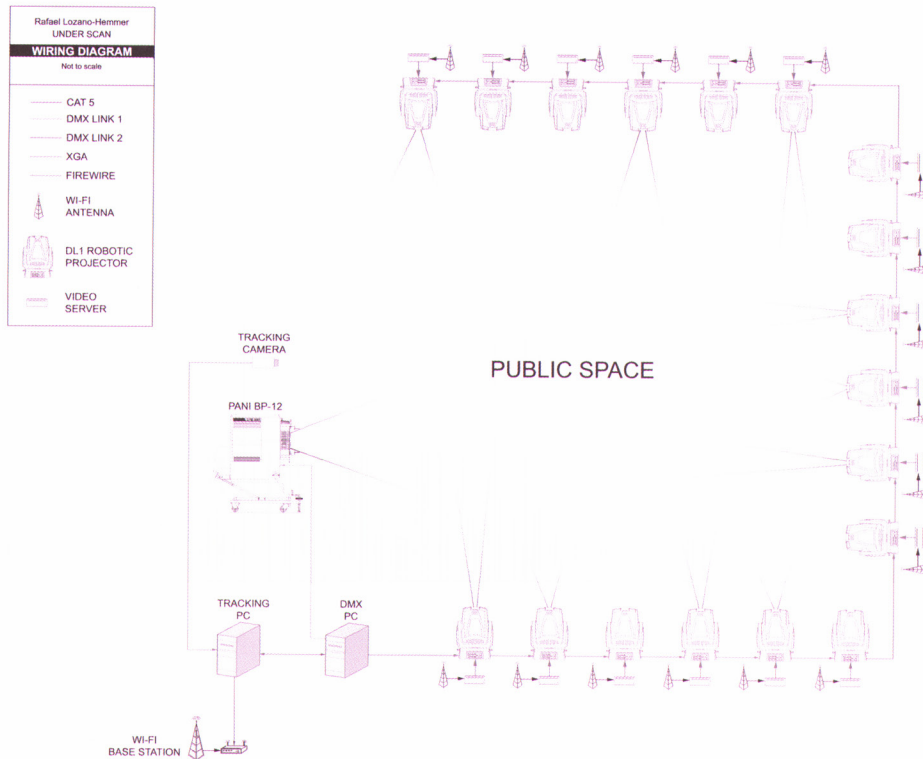 Rafael Lozano-Hemmer
UNDER SCAN
WIRING DIAGRAM
Not to scale
CAT 5
DMX LINK 1
DMX LINK 2
XGA
FIREWIRE
WI-FI
ANTENNA
DL1 ROBOTIC
PROJECTOR
VIDEO
SERVER
TRACKING
CAMERA
PANI BP-12
PUBLIC SPACE
TRACKING
PC
DMX
PC
WI-FI
BASE STATION